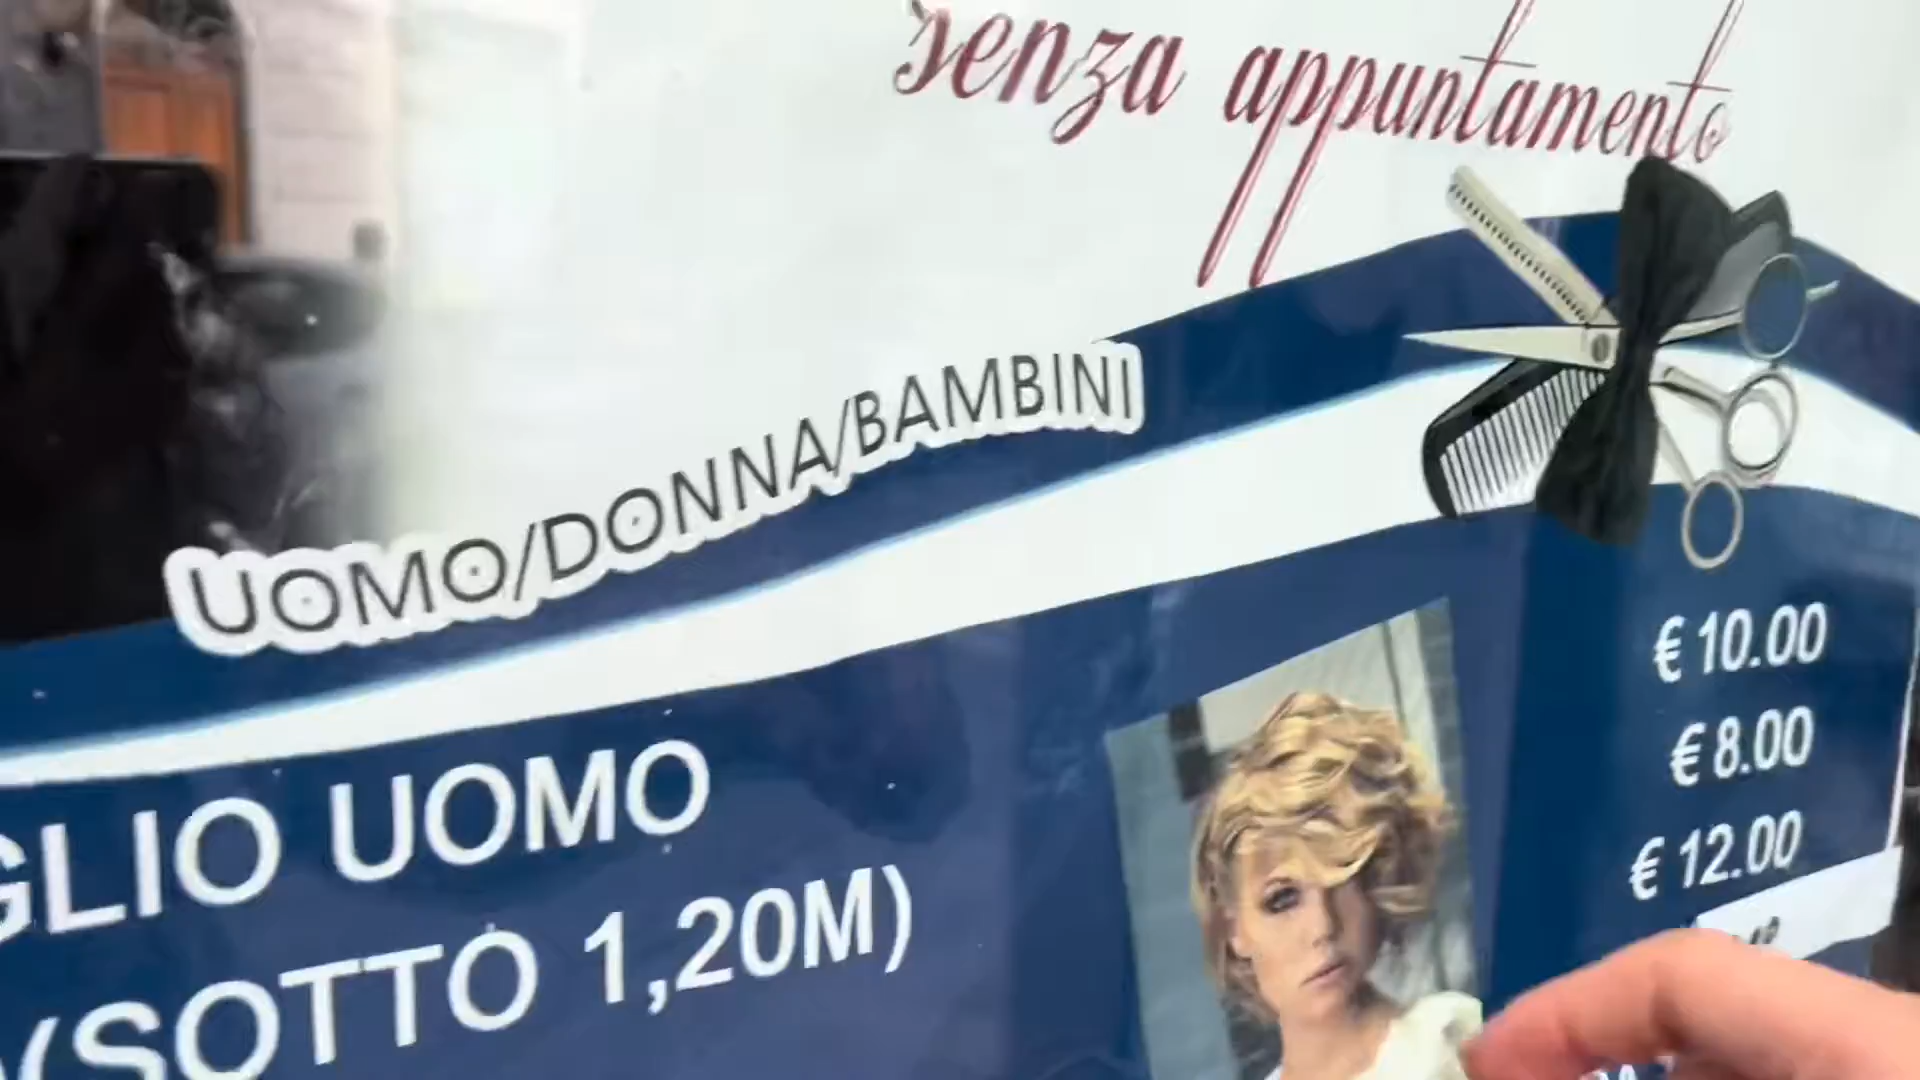 senza appuntamento
UOMO/DONNA/BAMBINI
GLIO UOMO
€ 10.00
(SOTTO 1,20M)
€ 8.00
€ 12.00